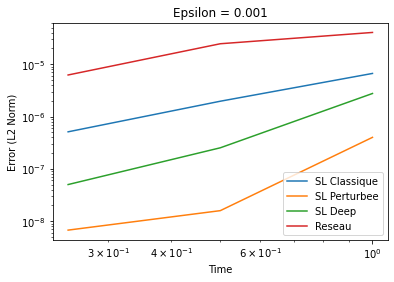 Epsilon = 0.001
Error (L2 Norm)
10⁻⁵
10⁻⁶
10⁻⁷
10⁻⁸
SL Classique
SL Perturbee
SL Deep
Reseau
3 × 10⁻¹ 4 × 10⁻¹ 6 × 10⁻¹ 10⁰
Time